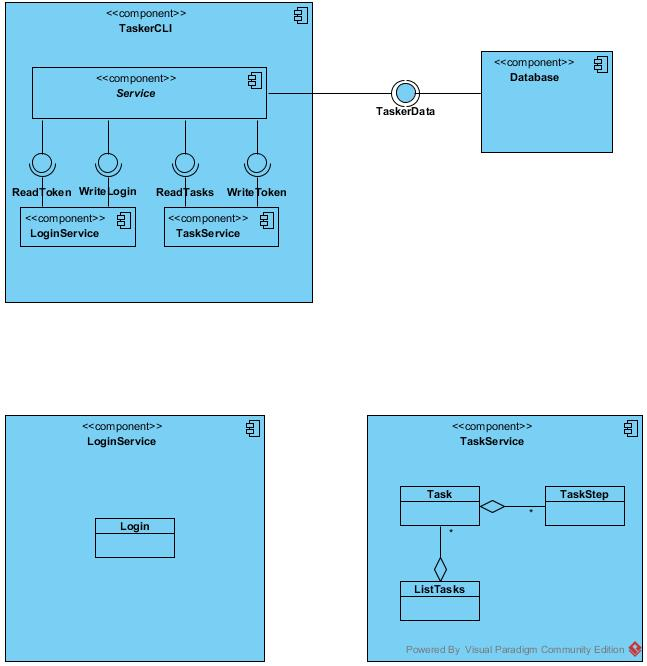 <<component>>
TaskerCLI
<<component>>
Service
<<component>>
Database
TaskerData
ReadToken
WriteLogin
ReadTasks
WriteToken
<<component>>
LoginService
<<component>>
TaskService
<<component>>
LoginService
Login
<<component>>
TaskService
Task
TaskStep
*
*
ListTasks
Powered By Visual Paradigm Community Edition